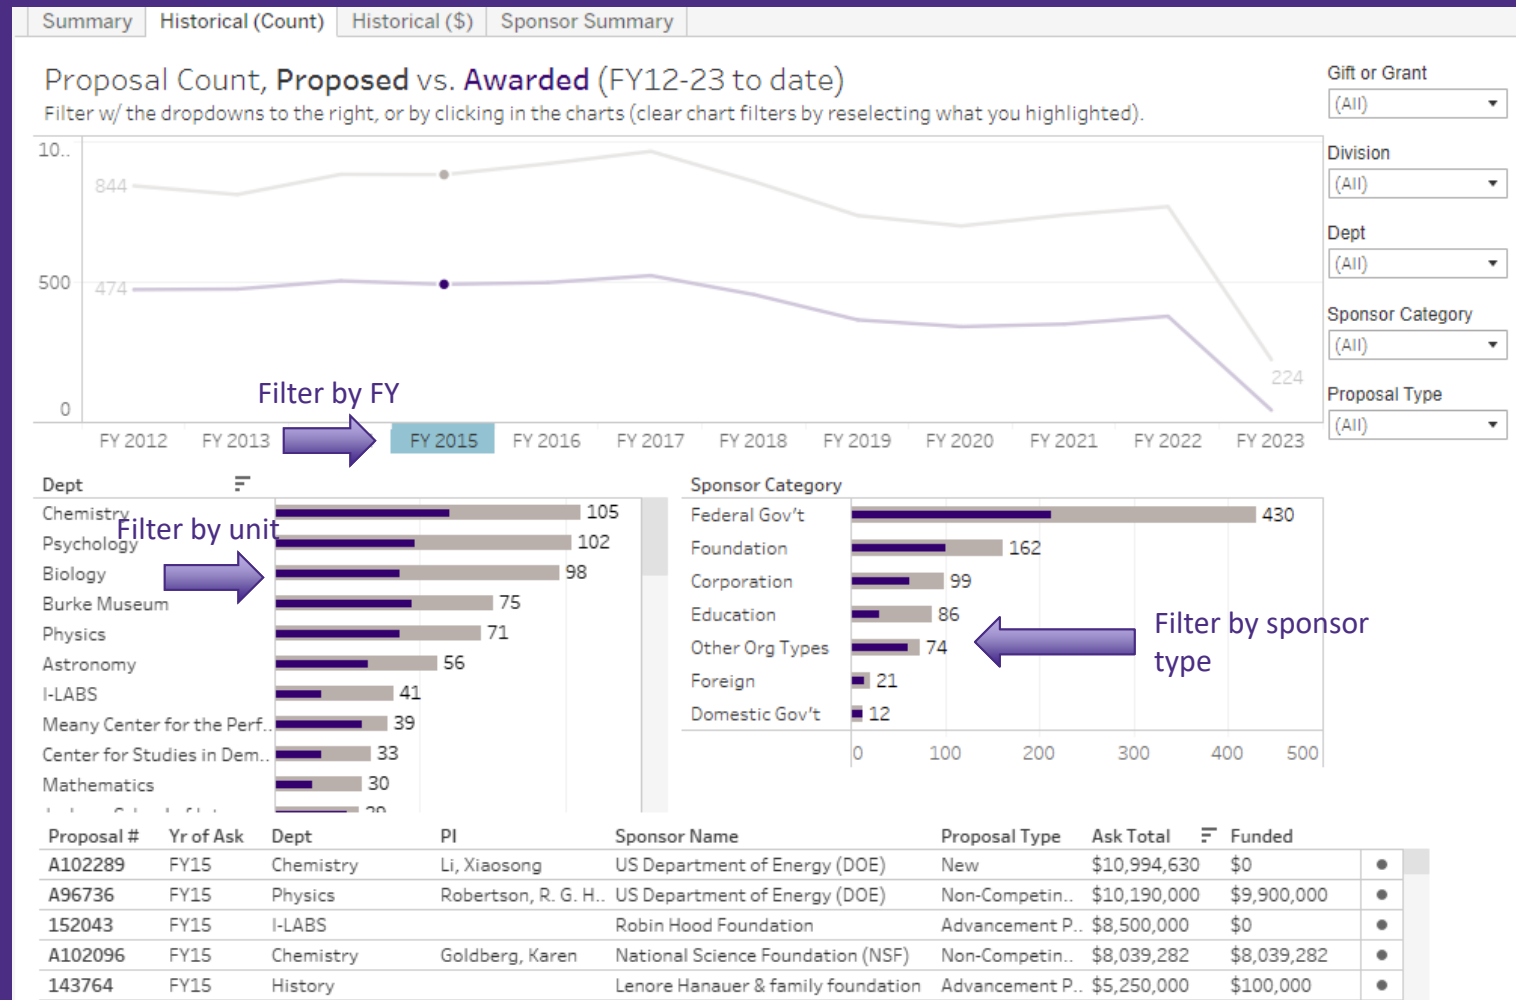 Summary Historical (Count) Historical ($) Sponsor Summary
Proposal Count, Proposed vs. Awarded (FY12-23 to date)
Filter w/ the dropdowns to the right, or by clicking in the charts (clear chart filters by reselecting what you highlighted).
Gift or Grant
(All)
Division
(All)
Dept
(All)
Sponsor Category
(All)
Proposal Type
(All)
10..
844
500
474
224
0
Filter by FY
FY 2012 FY 2013 FY 2015 FY 2016 FY 2017 FY 2018 FY 2019 FY 2020 FY 2021 FY 2022 FY 2023
Dept
Chemistry 105
Filter by unit
Psychology 102
Biology 98
Burke Museum 75
Physics 71
Astronomy 56
I-LABS 41
Meany Center for the Perf.. 39
Center for Studies in Dem.. 33
Mathematics 30
Sponsor Category
Federal Gov't 430
Foundation 162
Corporation 99
Education 86
Other Org Types 74
Foreign 21
Domestic Gov't 12
0 100 200 300 400 500
Filter by sponsor
type
Proposal # Yr of Ask Dept PI Sponsor Name Proposal Type Ask Total Funded
A102289 FY15 Chemistry Li, Xiaosong US Department of Energy (DOE) New $10,994,630 $0
A96736 FY15 Physics Robertson, R. G. H.. US Department of Energy (DOE) Non-Competin.. $10,190,000 $9,900,000
152043 FY15 I-LABS Robin Hood Foundation Advancement P.. $8,500,000 $0
A102096 FY15 Chemistry Goldberg, Karen National Science Foundation (NSF) Non-Competin.. $8,039,282 $8,039,282
143764 FY15 History Lenore Hanauer & family foundation Advancement P.. $5,250,000 $100,000